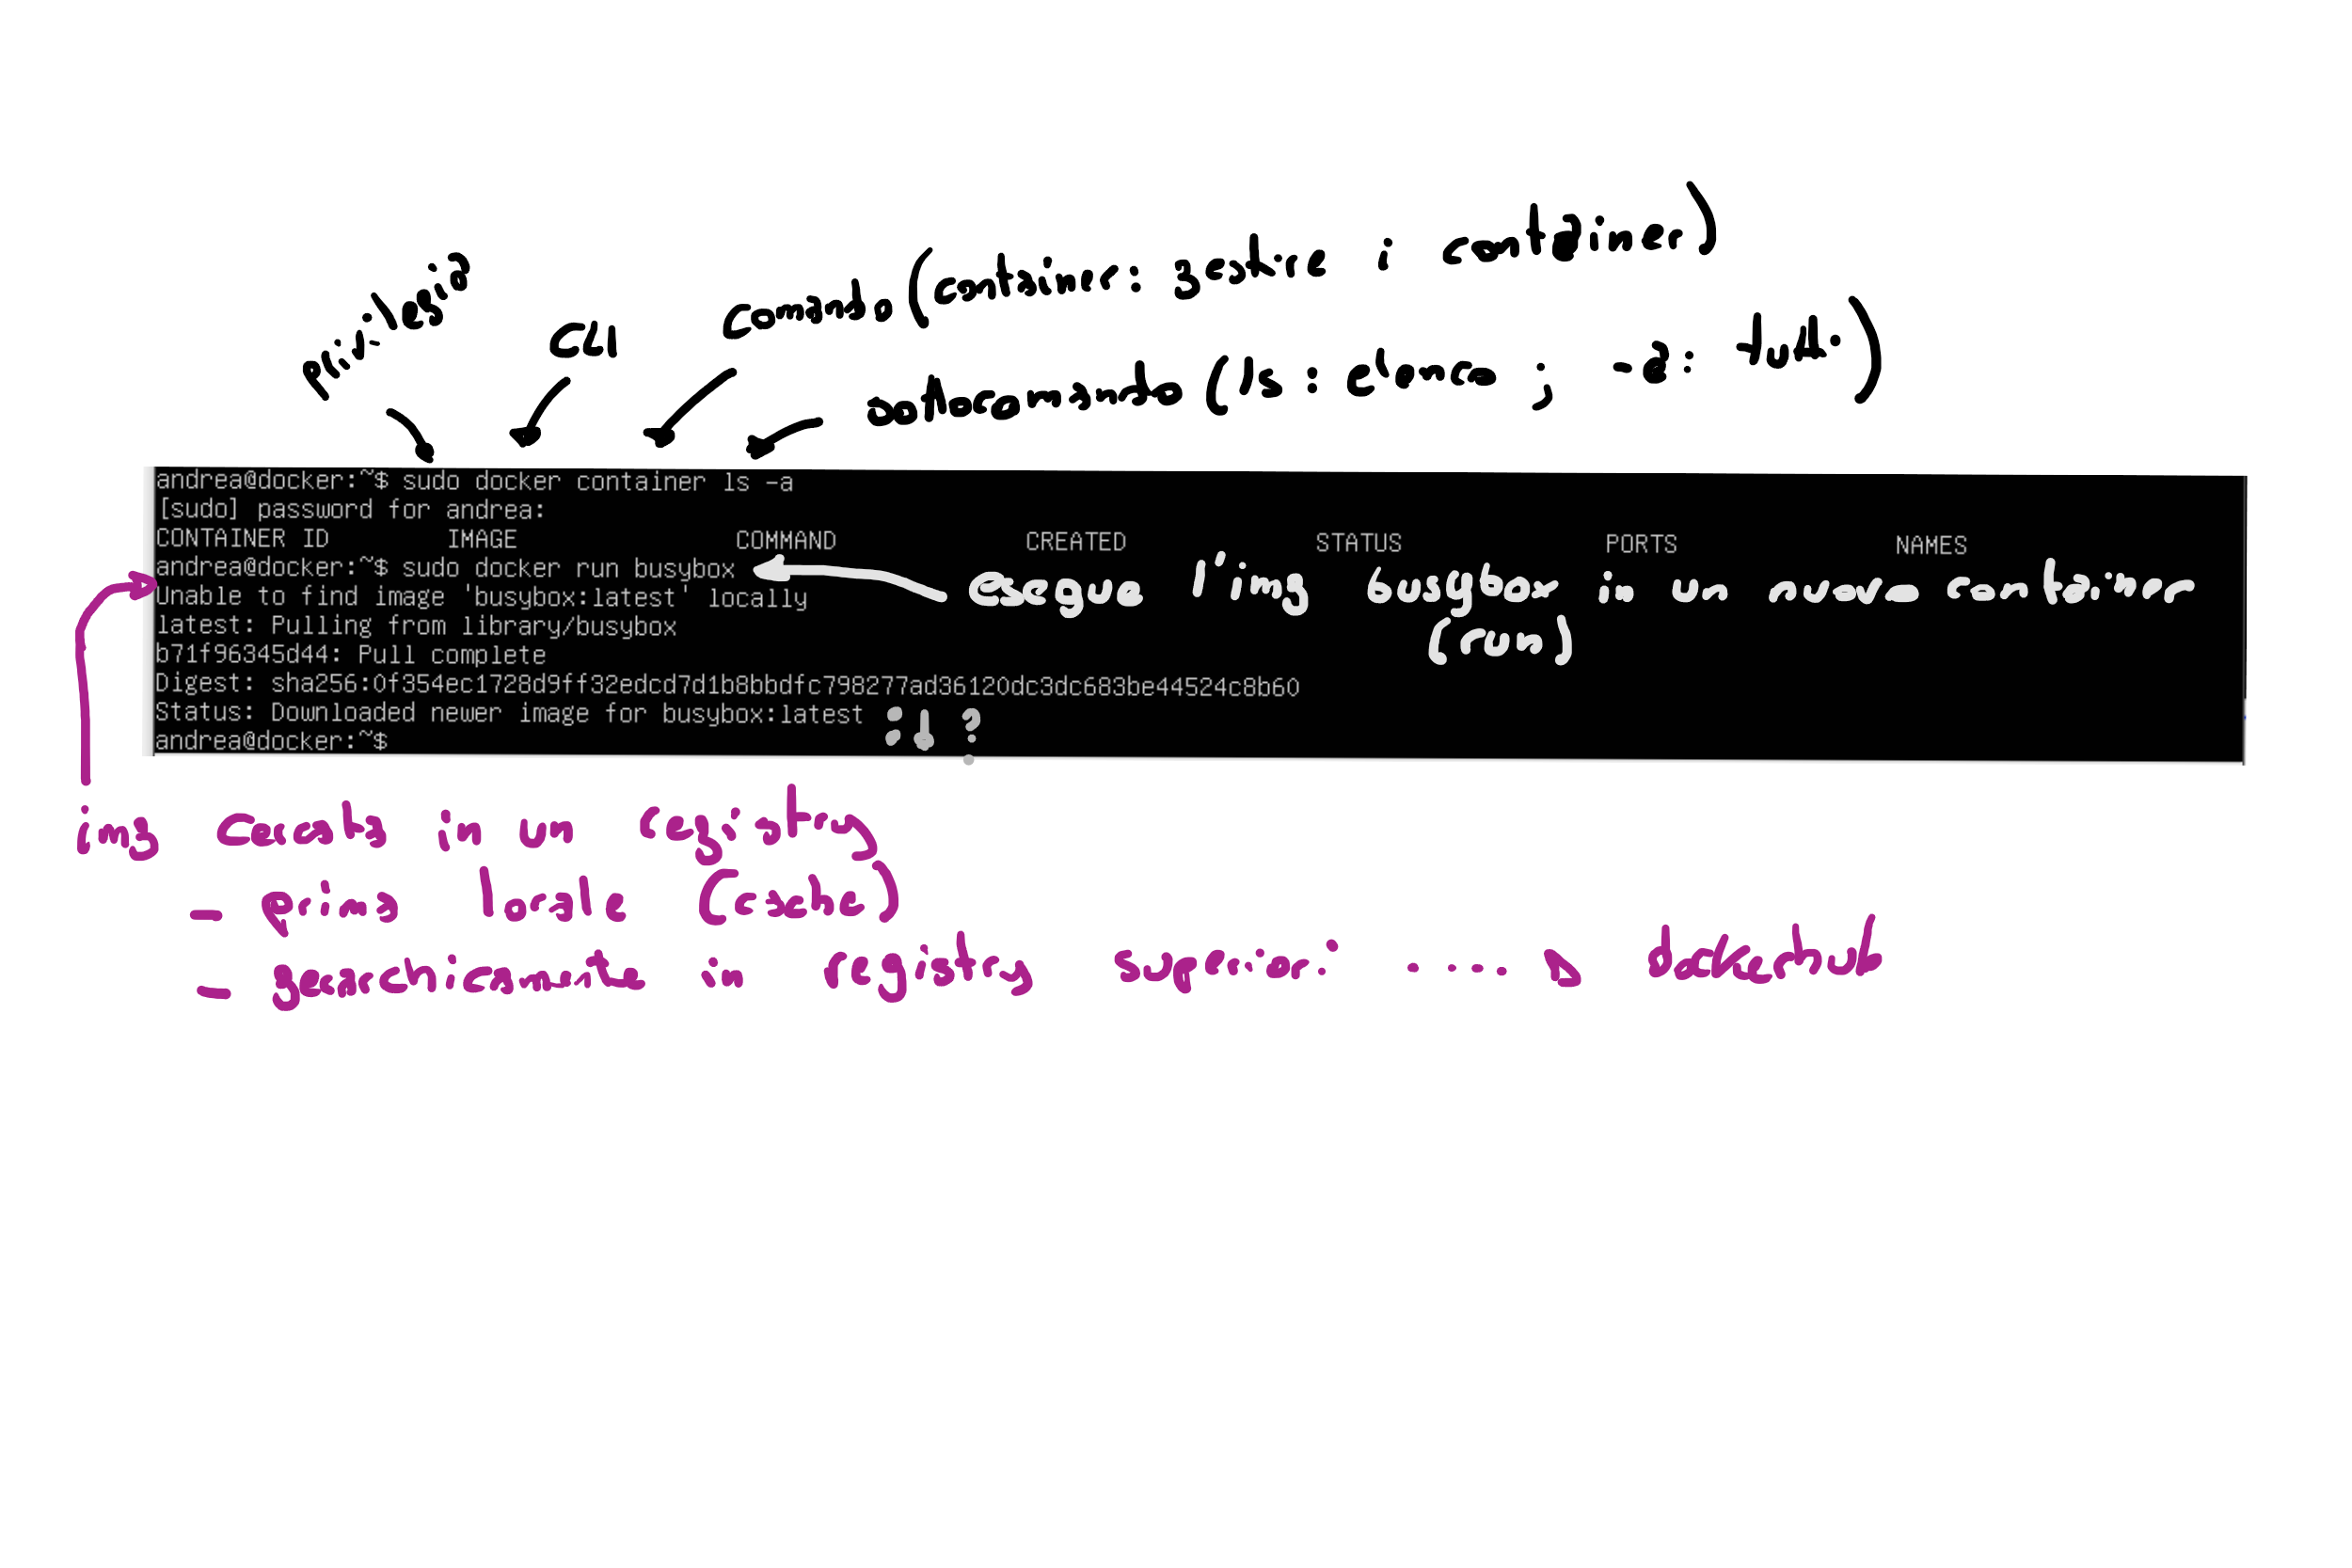 privilegio
CLI
Comando (container: gestire i container)
sottocomando (ls: elenco ; -a: tutti)
andrea@docker:~$ sudo docker container ls -a
[sudo] password for andrea:
CONTAINER ID IMAGE COMMAND CREATED STATUS PORTS NAMES
andrea@docker:~$ sudo docker run busybox
esegue l'img busybox in un nuovo container
(run)
Unable to find image 'busybox:latest' locally
latest: Pulling from library/busybox
b71f96345d44: Pull complete
Digest: sha256:0f354ec1728d9ff32edcd7d1b8bbdfc798277ad36120dc3dc683be44524c8b60
Status: Downloaded newer image for busybox:latest
andrea@docker:~$
img cercata in un registry
- prima locale (cache)
- gerarchicamente in registry superiori .... dockerhub